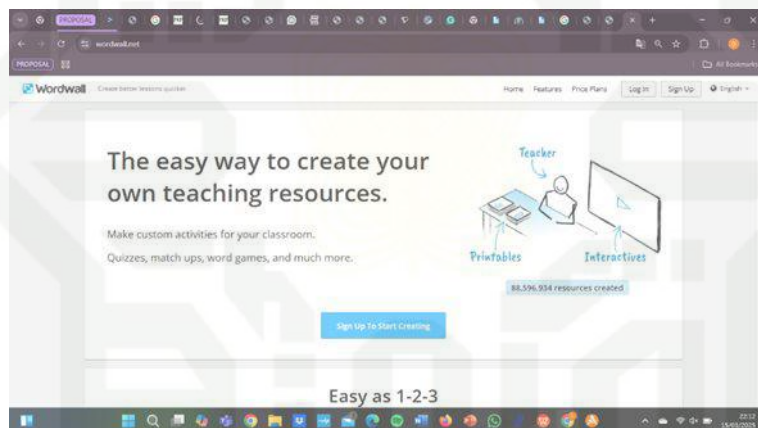 PROPOSAL
wordwall.net
PROPOSAL
All Bookmarks
Wordwall Create better lessons quicker
Home Features Price Plans Log In Sign Up English
The easy way to create your
own teaching resources.
Make custom activities for your classroom.
Quizzes, match ups, word games, and much more.
Teacher
Printables
Interactives
88,596,934 resources created
Sign Up To Start Creating
Easy as 1-2-3
22:12